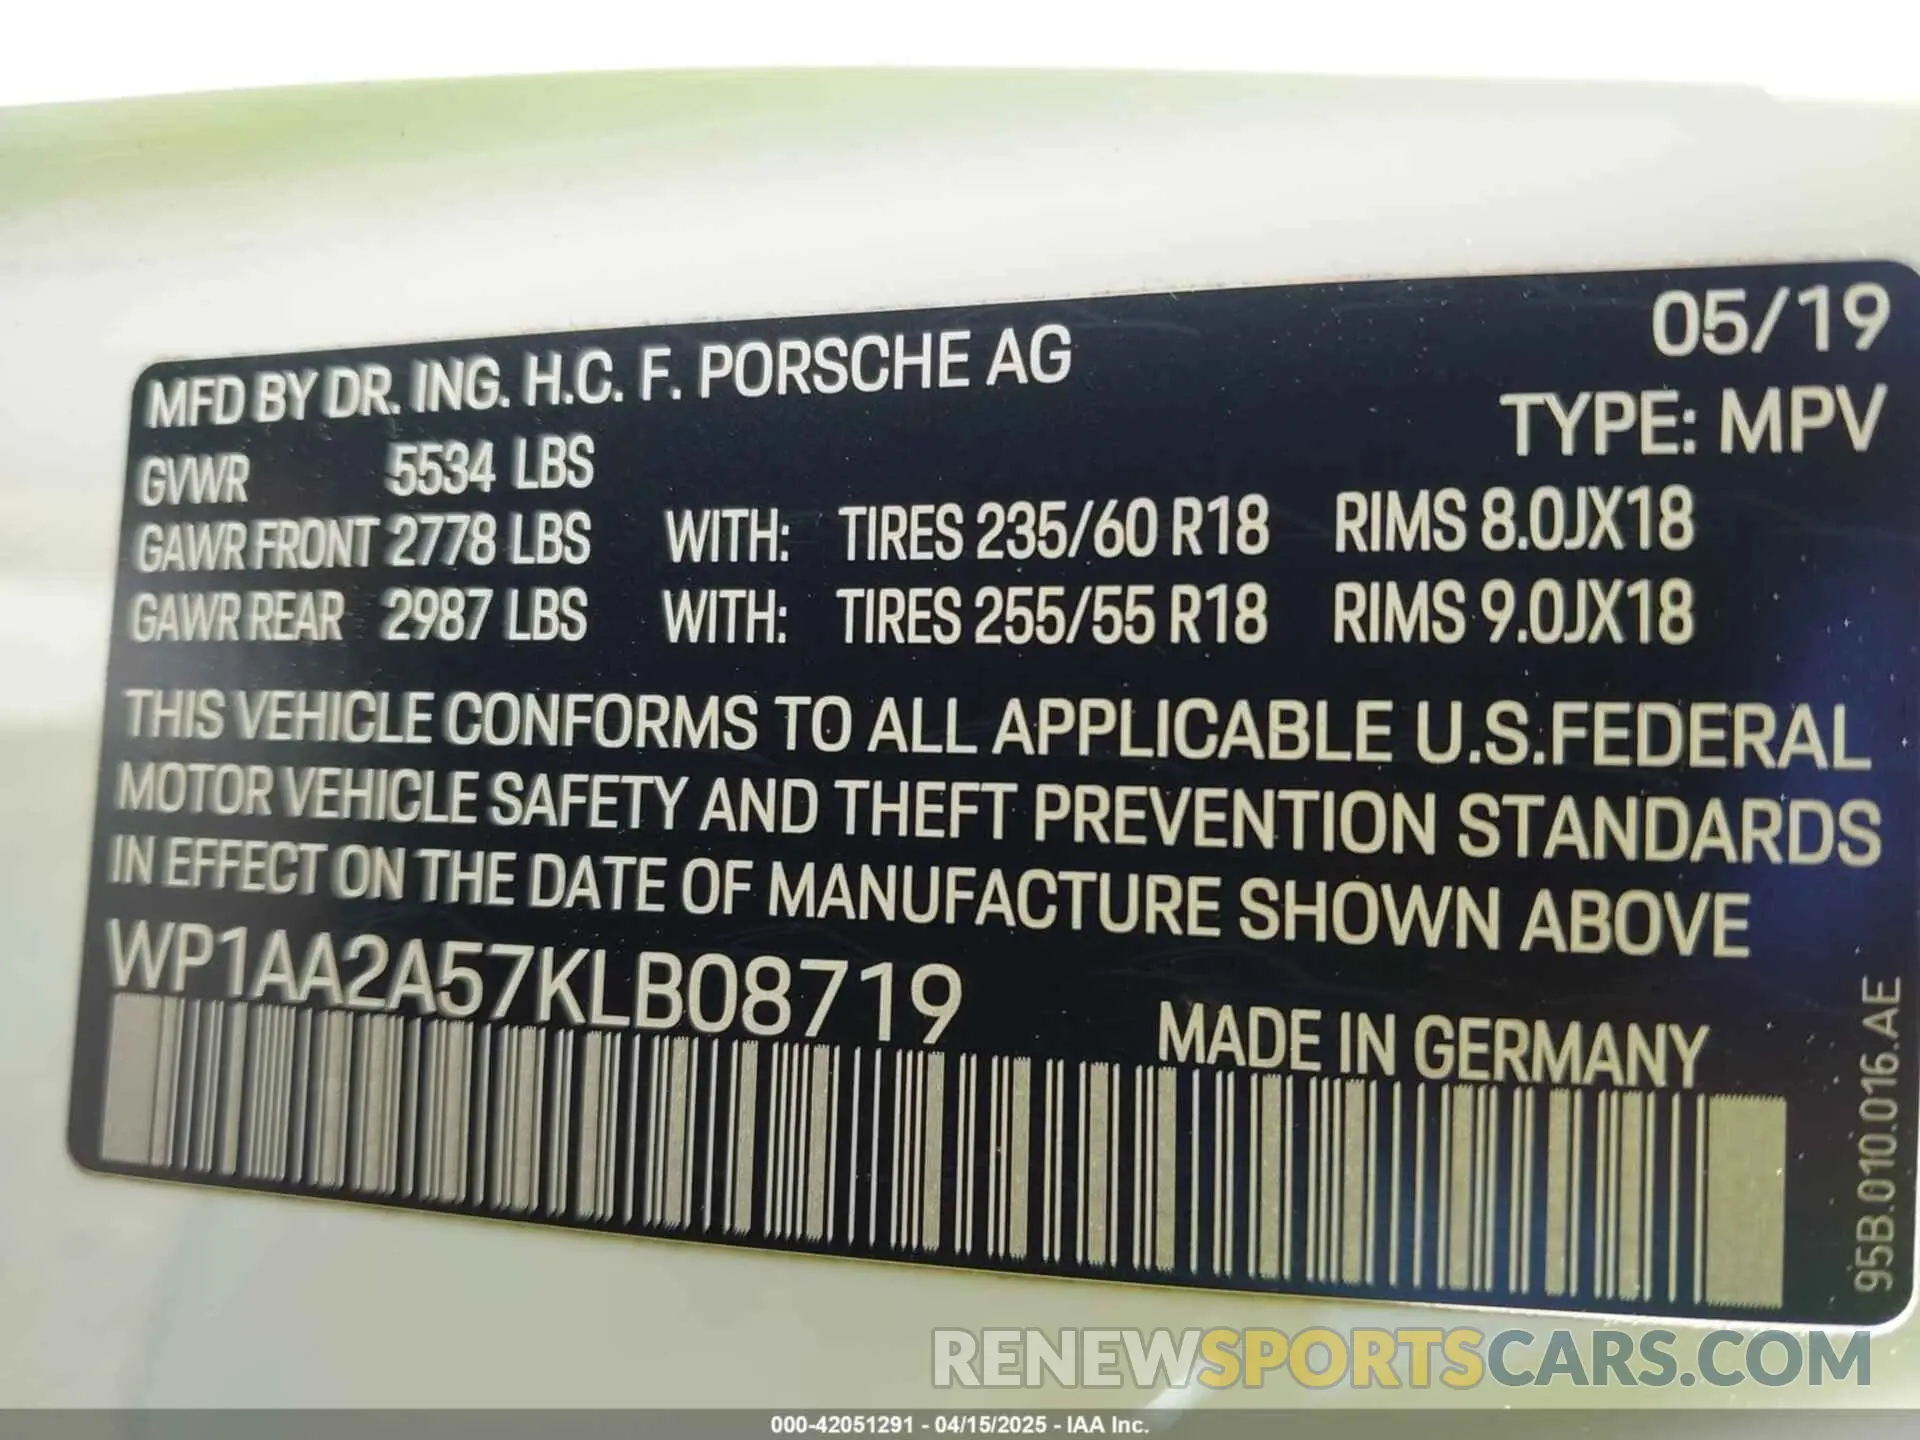 05/19
MFD BY DR. ING. H.C. F. PORSCHE AG
TYPE: MPV
GVWR 5534 LBS
GAWR FRONT 2778 LBS WITH: TIRES 235/60 R18 RIMS 8.0JX18
GAWR REAR 2987 LBS WITH: TIRES 255/55 R18 RIMS 9.0JX18
THIS VEHICLE CONFORMS TO ALL APPLICABLE U.S.FEDERAL
MOTOR VEHICLE SAFETY AND THEFT PREVENTION STANDARDS
IN EFFECT ON THE DATE OF MANUFACTURE SHOWN ABOVE
WP1AA2A57KLB08719
MADE IN GERMANY
95B.010.016.AE
RENEWSPORTSCARS.COM
000-42051291 - 04/15/2025 - IAA Inc.